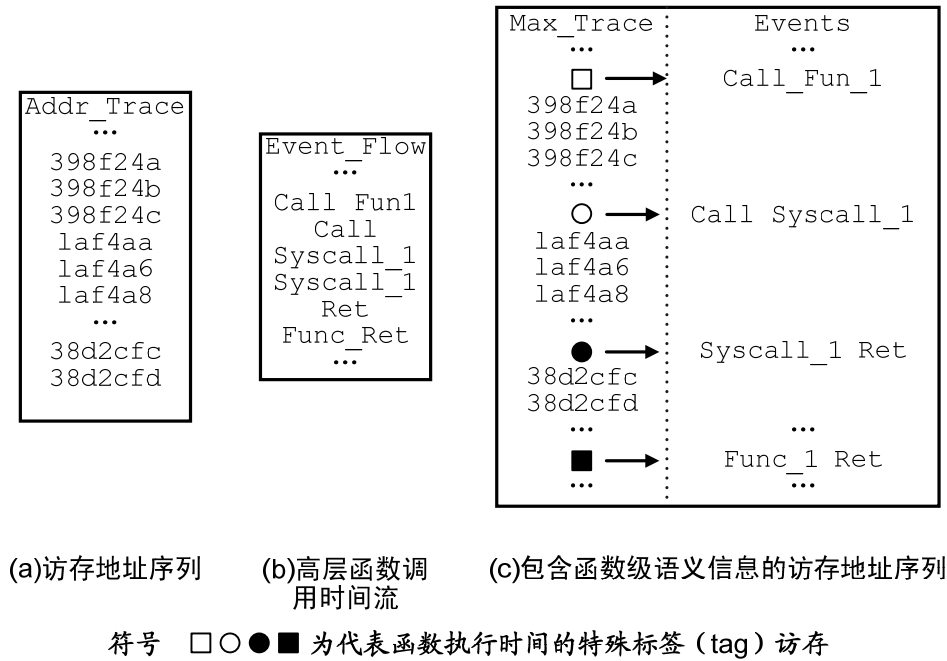 Addr_Trace
...
398f24a
398f24b
398f24c
laf4aa
laf4a6
laf4a8
...
38d2cfc
38d2cfd
Event_Flow
...
Call Fun1
Call
Syscall_1
Syscall_1
Ret
Func_Ret
...
Max_Trace Events
... ...
Call_Fun_1
398f24a
398f24b
398f24c
...
Call Syscall_1
laf4aa
laf4a6
laf4a8
...
Syscall_1 Ret
38d2cfc
38d2cfd
... ...
Func_1 Ret
... ...
(a)访存地址序列
(b)高层函数调
用时间流
(c)包含函数级语义信息的访存地址序列
符号 □○●■为代表函数执行时间的特殊标签（tag）访存